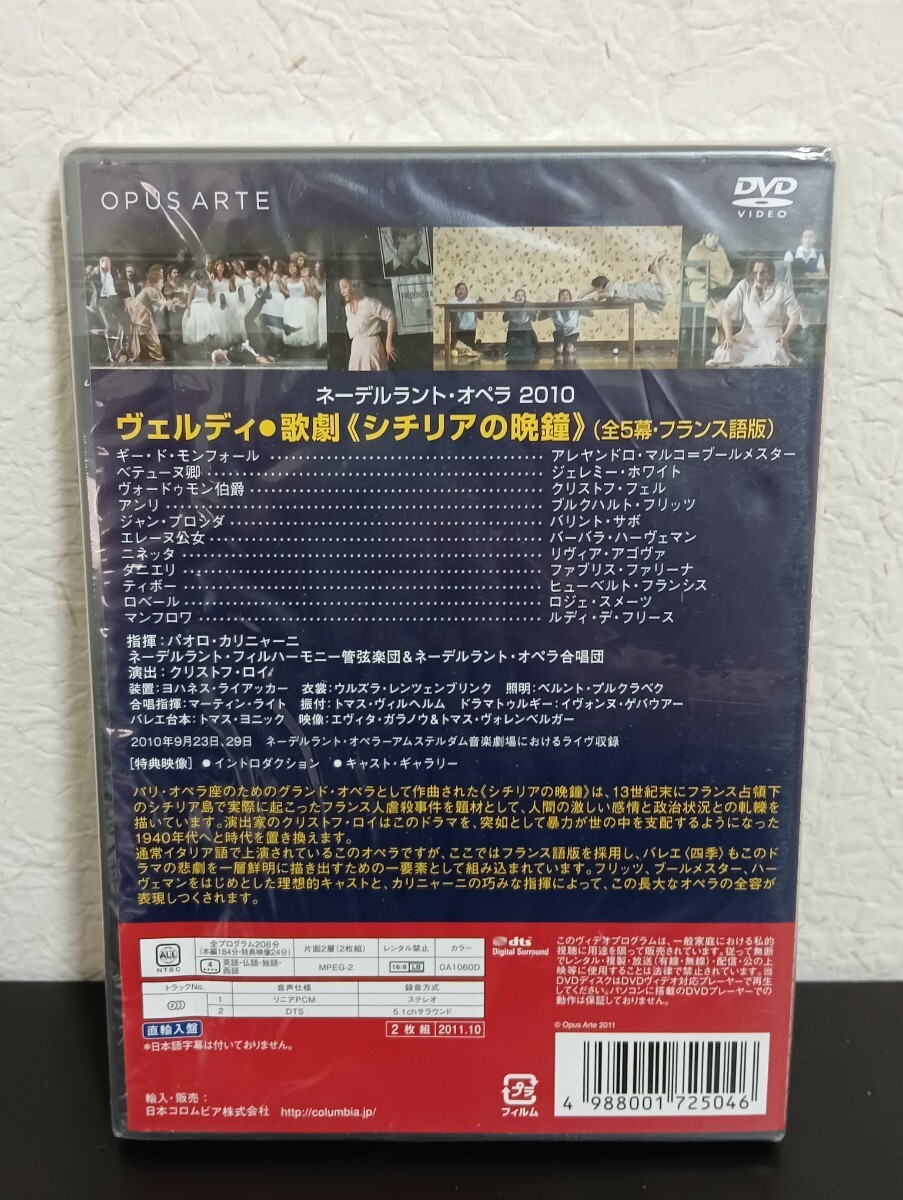 OPUS ARTE
DVD
VIDEO
ネーデルラント・オペラ 2010
ヴェルディ●歌劇《シチリアの晩鐘》(全5幕・フランス語版)
ギー・ド・モンフォール ‥‥‥‥‥‥‥‥‥‥‥‥ アレヤンドロ・マルコ=ブールメスター
ベテューヌ卿 ‥‥‥‥‥‥‥‥‥‥‥‥ ジェレミー・ホワイト
ヴォードゥモン伯爵 ‥‥‥‥‥‥‥‥‥‥‥‥ クリストフ・フェル
アンリ ‥‥‥‥‥‥‥‥‥‥‥‥ ブルクハルト・フリッツ
ジャン・プロシダ ‥‥‥‥‥‥‥‥‥‥‥‥ バリント・サボ
エレーヌ公女 ‥‥‥‥‥‥‥‥‥‥‥‥ バーバラ・ハーヴェマン
ニネッタ ‥‥‥‥‥‥‥‥‥‥‥‥ リヴィア・アゴヴァ
ダニエリ ‥‥‥‥‥‥‥‥‥‥‥‥ ファブリス・ファリーナ
ティボー ‥‥‥‥‥‥‥‥‥‥‥‥ ヒューベルト・フランシス
ロベール ‥‥‥‥‥‥‥‥‥‥‥‥ ロジェ・スメーツ
マンフロワ ‥‥‥‥‥‥‥‥‥‥‥‥ ルディ・デ・フリース
指揮:パオロ・カリニャーニ
ネーデルラント・フィルハーモニー管弦楽団&ネーデルラント・オペラ合唱団
演出:クリストフ・ロイ
装置:ヨハネス・ライアッカー 衣裳:ウルズラ・レンツェンブリンク 照明:ベルント・プルクラベク
合唱指揮:マーティン・ライト 振付:トマス・ヴィルヘルム ドラマトゥルギー:イヴォンヌ・ゲバウアー
バレエ台本:トマス・ヨニック 映像:エヴィタ・ガラノウ&トマス・ヴォレンベルガー
2010年9月23日、29日 ネーデルラント・オペラーアムステルダム音楽劇場におけるライヴ収録
[特典映像] ●イントロダクション ●キャスト・ギャラリー
パリ・オペラ座のためのグランド・オペラとして作曲された《シチリアの晩鐘》は、13世紀末にフランス占領下
のシチリア島で実際に起こったフランス人虐殺事件を題材として、人間の激しい感情と政治状況との軋轢を
描いています。演出家のクリストフ・ロイはこのドラマを、突如として暴力が世の中を支配するようになった
1940年代へと時代を置き換えます。
通常イタリア語で上演されているこのオペラですが、ここではフランス語版を採用し、バレエ〈四季〉もこのド
ラマの悲劇を一層鮮明に描き出すための一要素として組み込まれています。フリッツ、ブールメスター、ハー
ヴェマンをはじめとした理想的キャストと、カリニャーニの巧みな指揮によって、この長大なオペラの全容が
表現しつくされます。
ALL
NTSC
全プログラム208分
(本編184分・特典映像24分)
片面2層(2枚組)
レンタル禁止
カラー
4
英語・仏語・独語・
西語
MPEG-2
16:9 LB
OA1060D
トラックNo. 音声仕様 録音方式
1 リニアPCM ステレオ
2 DTS 5.1chサラウンド
直輸入盤
2枚組 2011.10
*日本語字幕は付いておりません。
輸入・販売:
日本コロムビア株式会社 http://columbia.jp/
dts
Digital Surround
このヴィデオプログラムは、一般家庭における私的
視聴に用途を限って販売されています。従って無断
でレンタル・複製・放送(有線・無線)・配信・公の上
映等に使用することは法律で禁止されています。当
DVDディスクはDVDヴィデオ対応プレーヤーで再生
してください。パソコンに搭載のDVDプレーヤーでの
動作は保証しておりません。
© Opus Arte 2011
プラ
フィルム
4 988001 725046